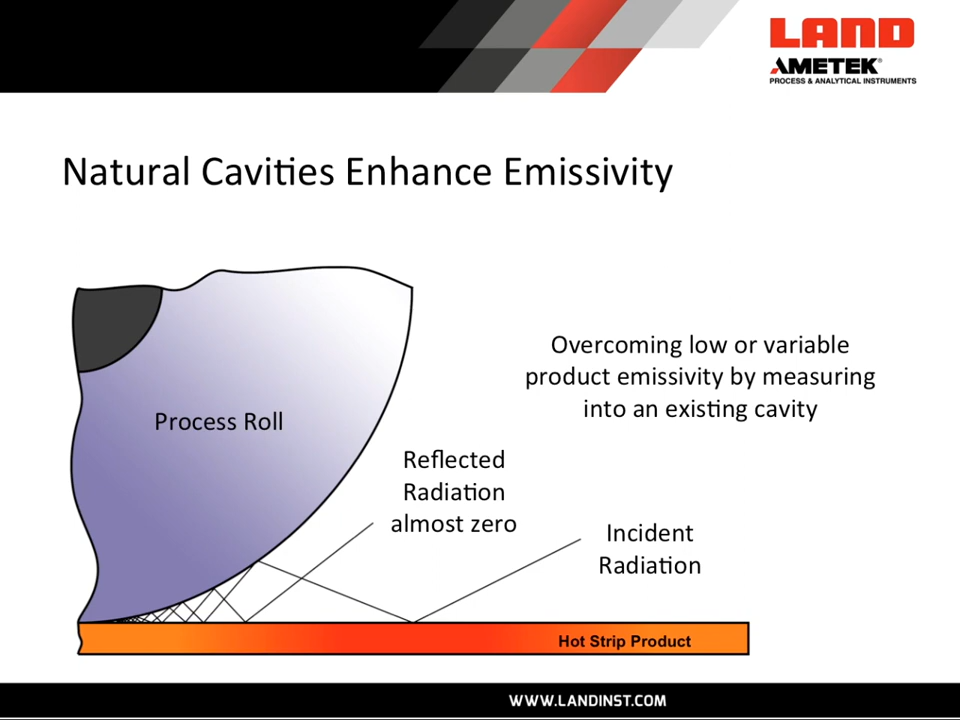 LAND
AMETEK®
PROCESS & ANALYTICAL INSTRUMENTS
Natural Cavities Enhance Emissivity
Overcoming low or variable
product emissivity by measuring
into an existing cavity
Process Roll
Reflected
Radiation
almost zero
Incident
Radiation
Hot Strip Product
WWW.LANDINST.COM